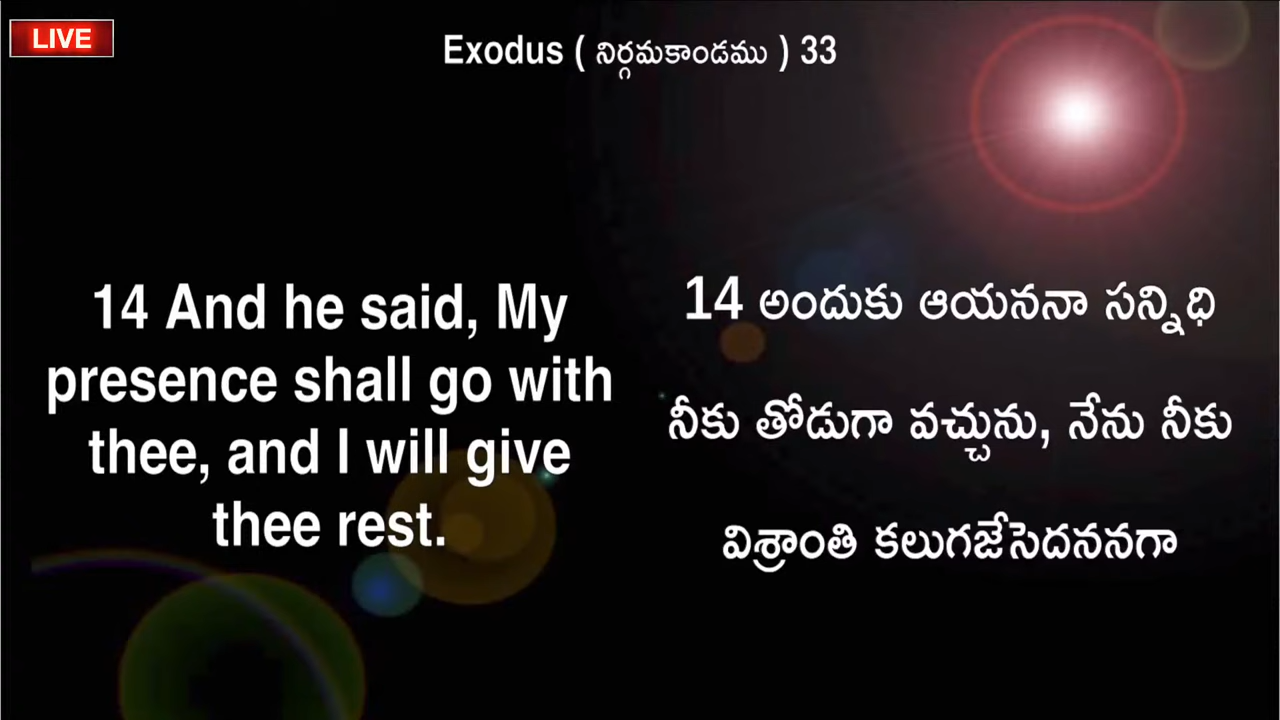 LIVE
Exodus ( నిర్గమకాండము ) 33
14 And he said, My
presence shall go with
thee, and I will give
thee rest.
14 అందుకు ఆయననా సన్నిధి
నీకు తోడుగా వచ్చును, నేను నీకు
విశ్రాంతి కలుగజేసెదననగా